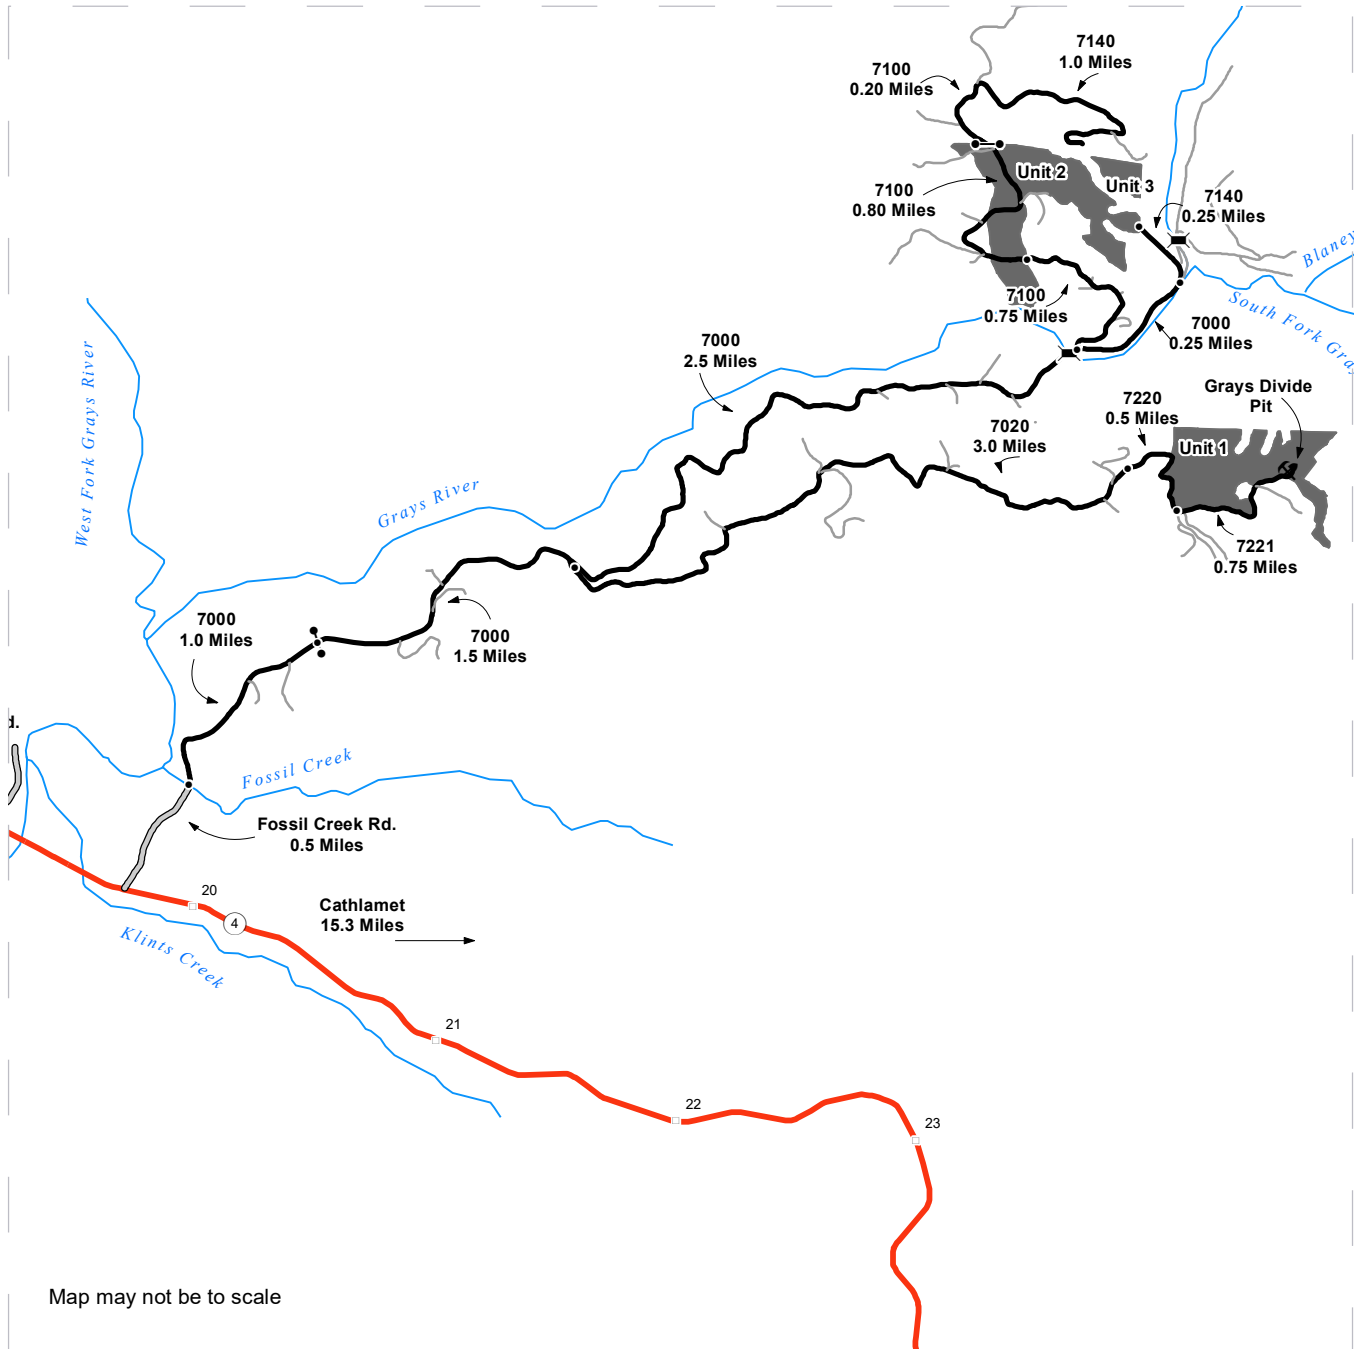 7140
1.0 Miles
7100
0.20 Miles
Unit 2
Unit 3
7100
0.80 Miles
7140
0.25 Miles
Blaney
South Fork Gray
7100
0.75 Miles
7000
0.25 Miles
7000
2.5 Miles
West Fork Grays River
Grays Divide
Pit
7220
0.5 Miles
7020
3.0 Miles
Unit 1
Grays River
7221
0.75 Miles
7000
1.0 Miles
7000
1.5 Miles
d.
Fossil Creek
Fossil Creek Rd.
0.5 Miles
20
4
Cathlamet
15.3 Miles
Klints Creek
21
22
23
Map may not be to scale